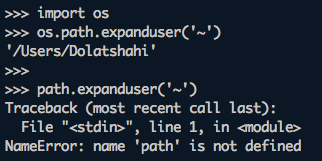 >>> import os
>>> os.path.expanduser('~')
'/Users/Dolatshahi'
>>>
>>> path.expanduser('~')
Traceback (most recent call last):
  File "<stdin>", line 1, in <module>
NameError: name 'path' is not defined